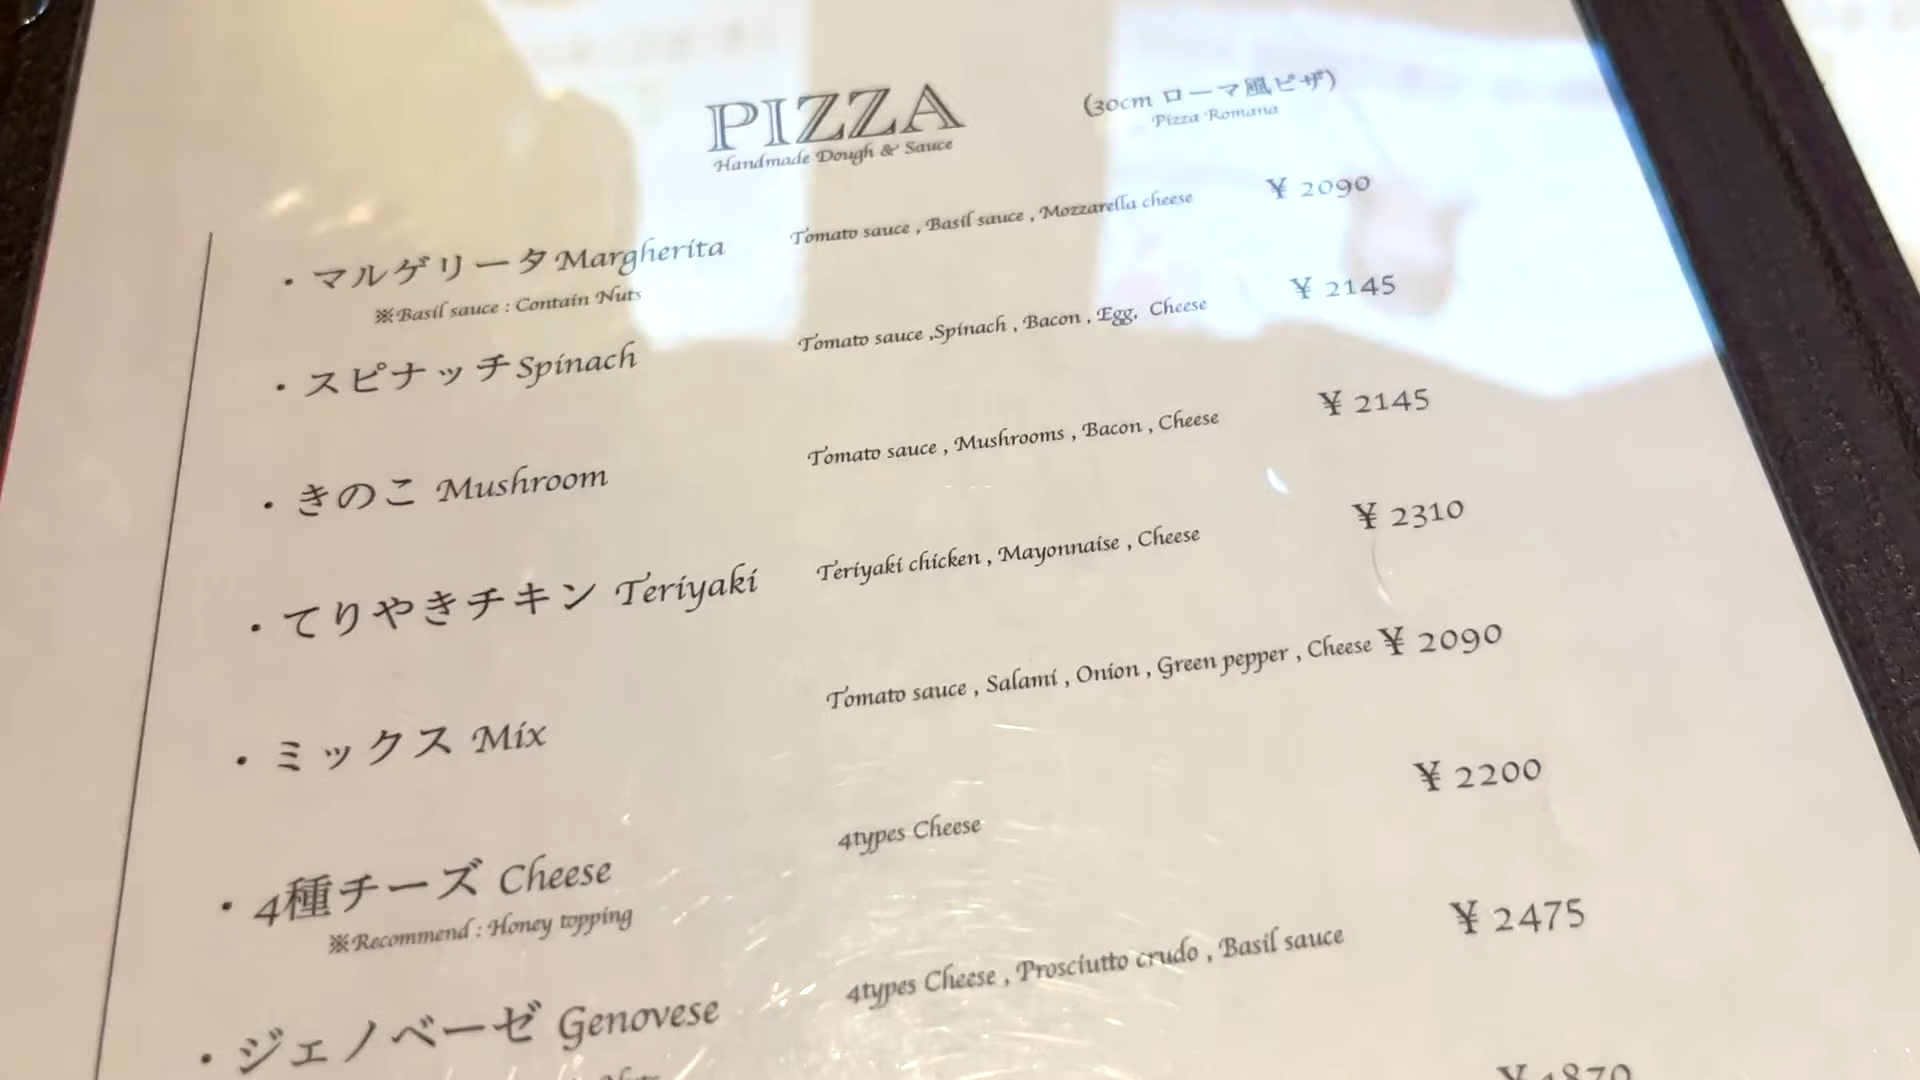 PIZZA
Handmade Dough & Sauce
(30cm ローマ風ピザ)
Pizza Romana
・マルゲリータ Margherita Tomato sauce , Basil sauce , Mozzarella cheese ¥ 2090
※Basil sauce : Contain Nuts
・スピナッチ Spinach Tomato sauce ,Spinach , Bacon , Egg, Cheese ¥ 2145
・きのこ Mushroom Tomato sauce , Mushrooms , Bacon , Cheese ¥ 2145
・てりやきチキン Teriyaki Teriyaki chicken , Mayonnaise , Cheese ¥ 2310
・ミックス Mix Tomato sauce , Salami , Onion , Green pepper , Cheese ¥ 2090
・4種チーズ Cheese 4types Cheese ¥ 2200
※Recommend : Honey topping
・ジェノベーゼ Genovese 4types Cheese , Prosciutto crudo , Basil sauce ¥ 2475